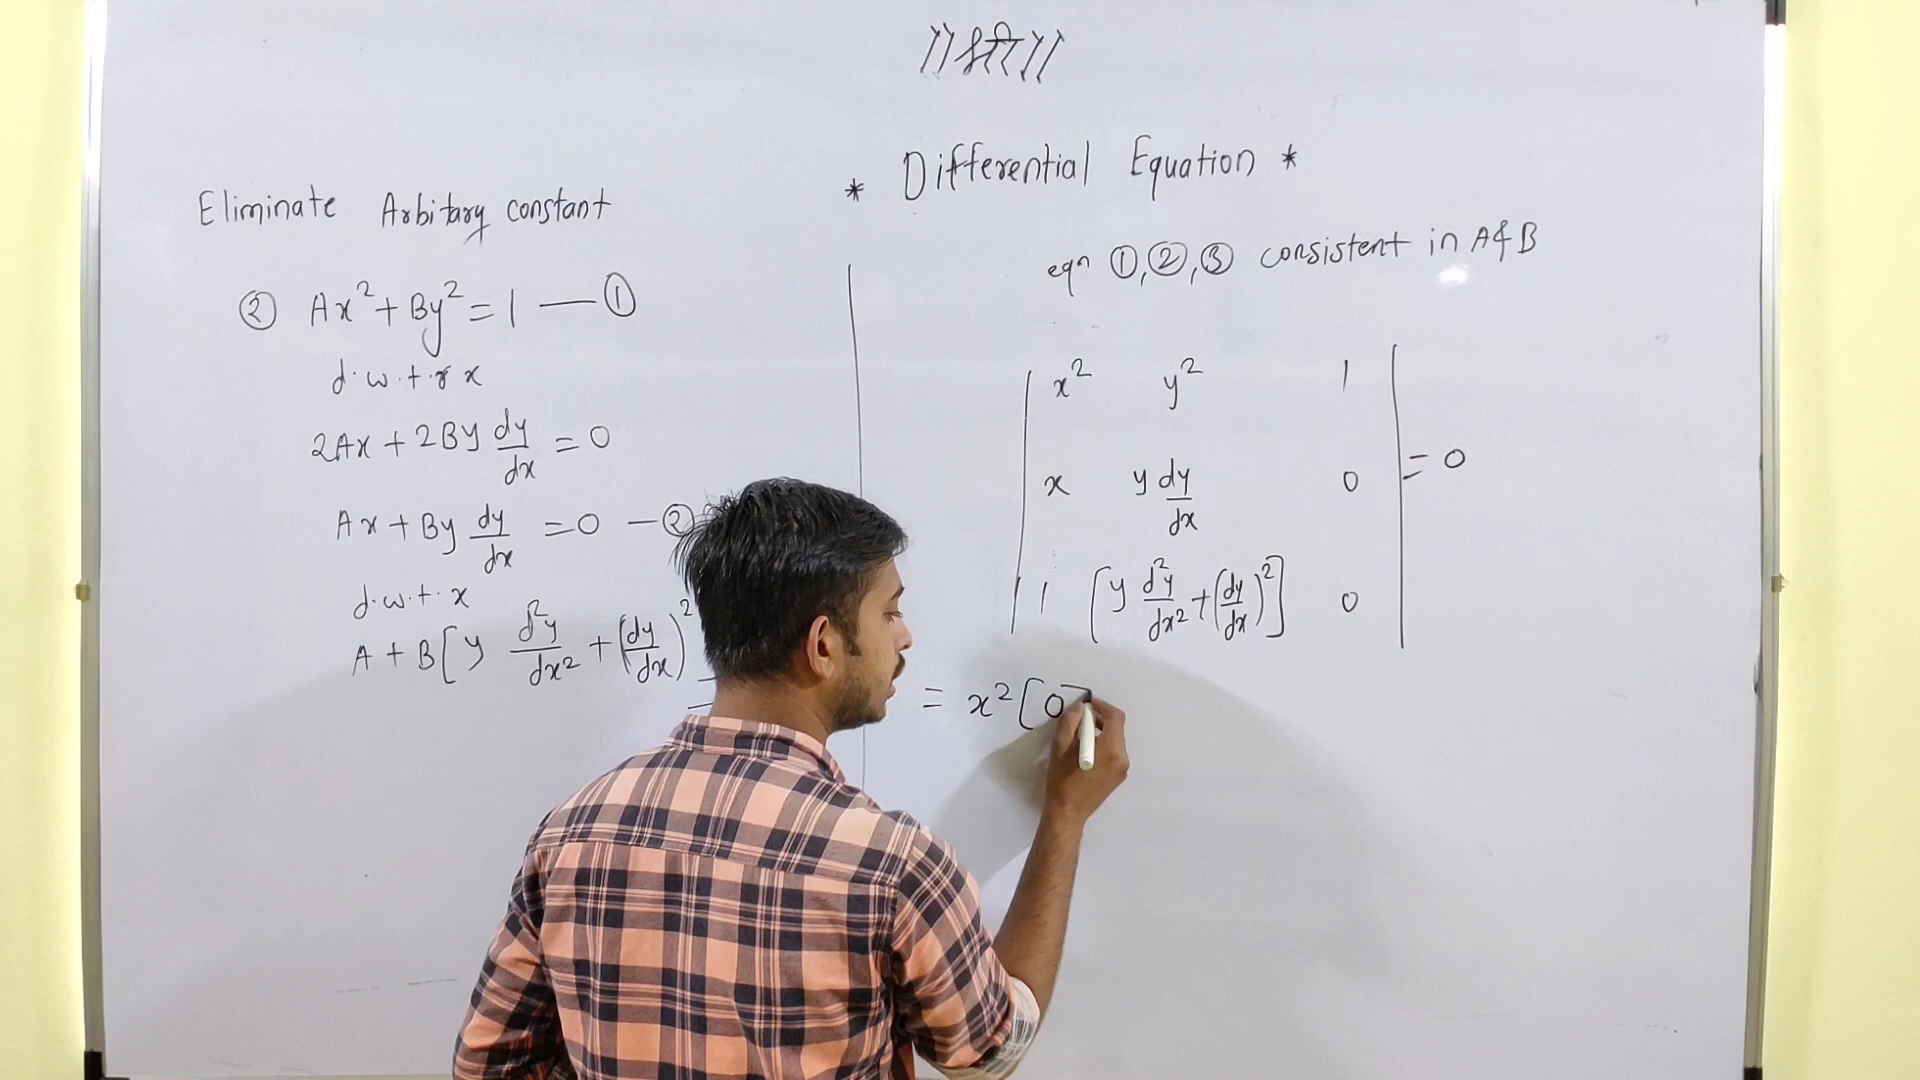 ||श्री||
* Differential Equation *
Eliminate Arbitary constant
② Ax² + By² = 1 — ①
d.w.t.r x
2Ax + 2By dy/dx = 0
Ax + By dy/dx = 0 — ②
d.w.t. x
A + B[y d²y/dx² + (dy/dx)²
eqn ①,②,③ consistent in A & B
| x² y² 1 |
| x y dy/dx 0 | = 0
| 1 [y d²y/dx² + (dy/dx)²] 0 |
= x² [0